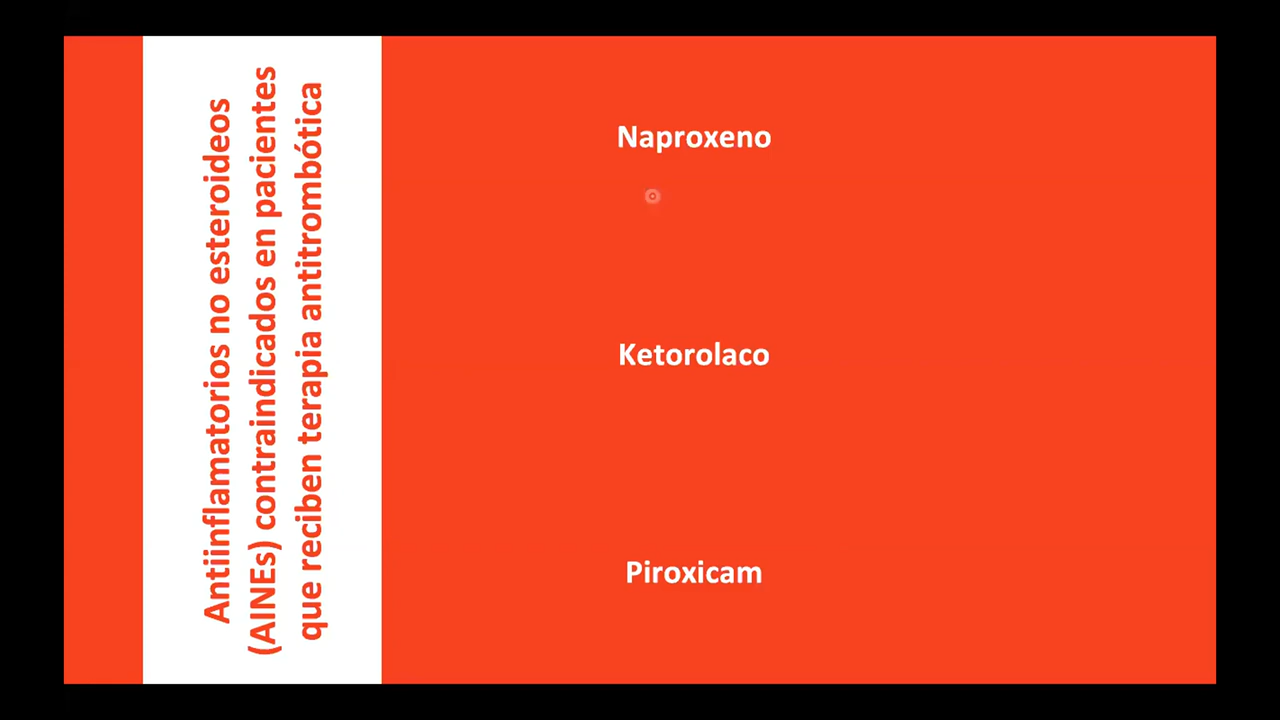 Antiinflamatorios no esteroideos
(AINEs) contraindicados en pacientes
que reciben terapia antitrombótica
Naproxeno
Ketorolaco
Piroxicam